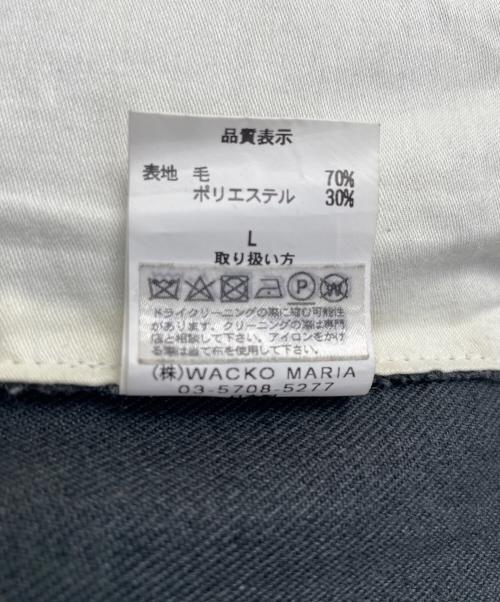 品質表示
表地 毛 70%
ポリエステル 30%
L
取り扱い方
P W
ドライクリーニングの際に縮む可能性
があります。クリーニングの際は専門
店と相談して下さい。アイロンをかけ
る際は当て布を使用して下さい。
(株)WACKO MARIA
03-5708-5277